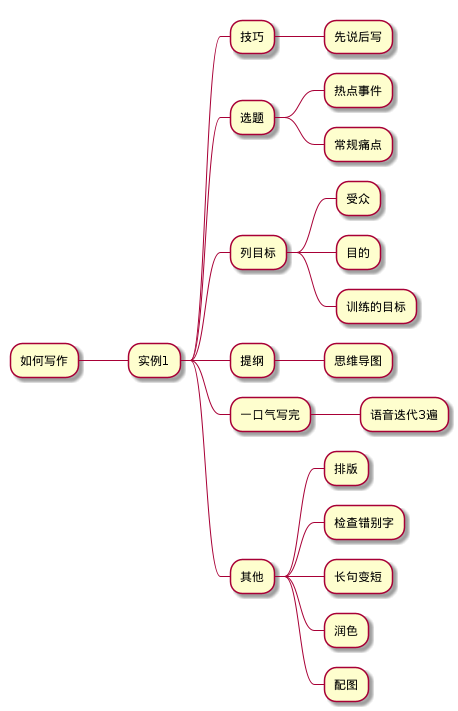 如何写作
实例1
技巧
先说后写
选题
热点事件
常规痛点
列目标
受众
目的
训练的目标
提纲
思维导图
一口气写完
语音迭代3遍
其他
排版
检查错别字
长句变短
润色
配图